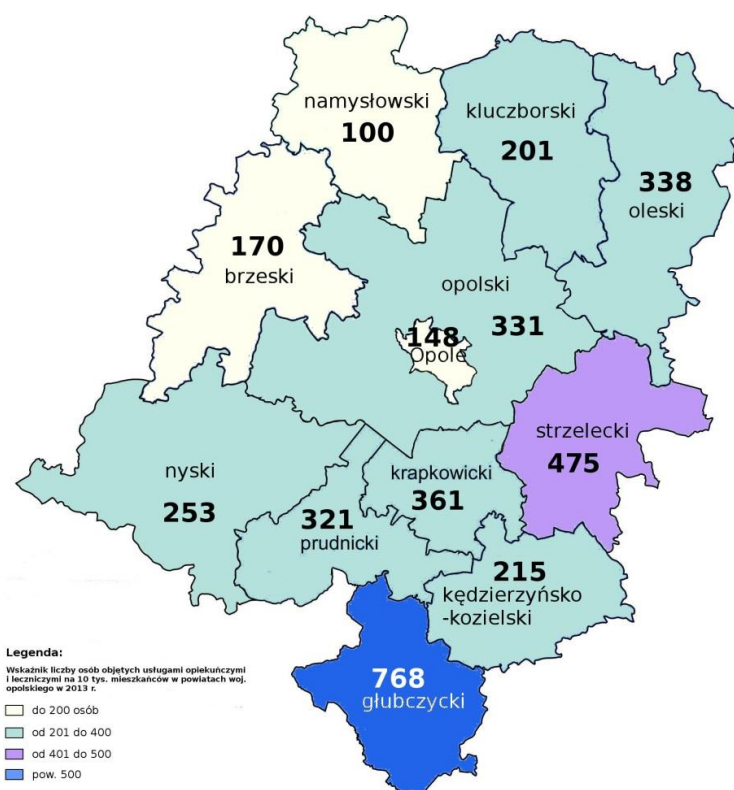 namysłowski
100
kluczborski
201
338
oleski
170
brzeski
opolski
331
148
Opole
strzelecki
475
nyski
253
krapkowicki
361
321
prudnicki
215
kędzierzyńsko
-kozielski
768
głubczycki
Legenda:
Wskaźnik liczby osób objętych usługami opiekuńczymi
i leczniczymi na 10 tys. mieszkańców w powiatach woj.
opolskiego w 2013 r.
do 200 osób
od 201 do 400
od 401 do 500
pow. 500